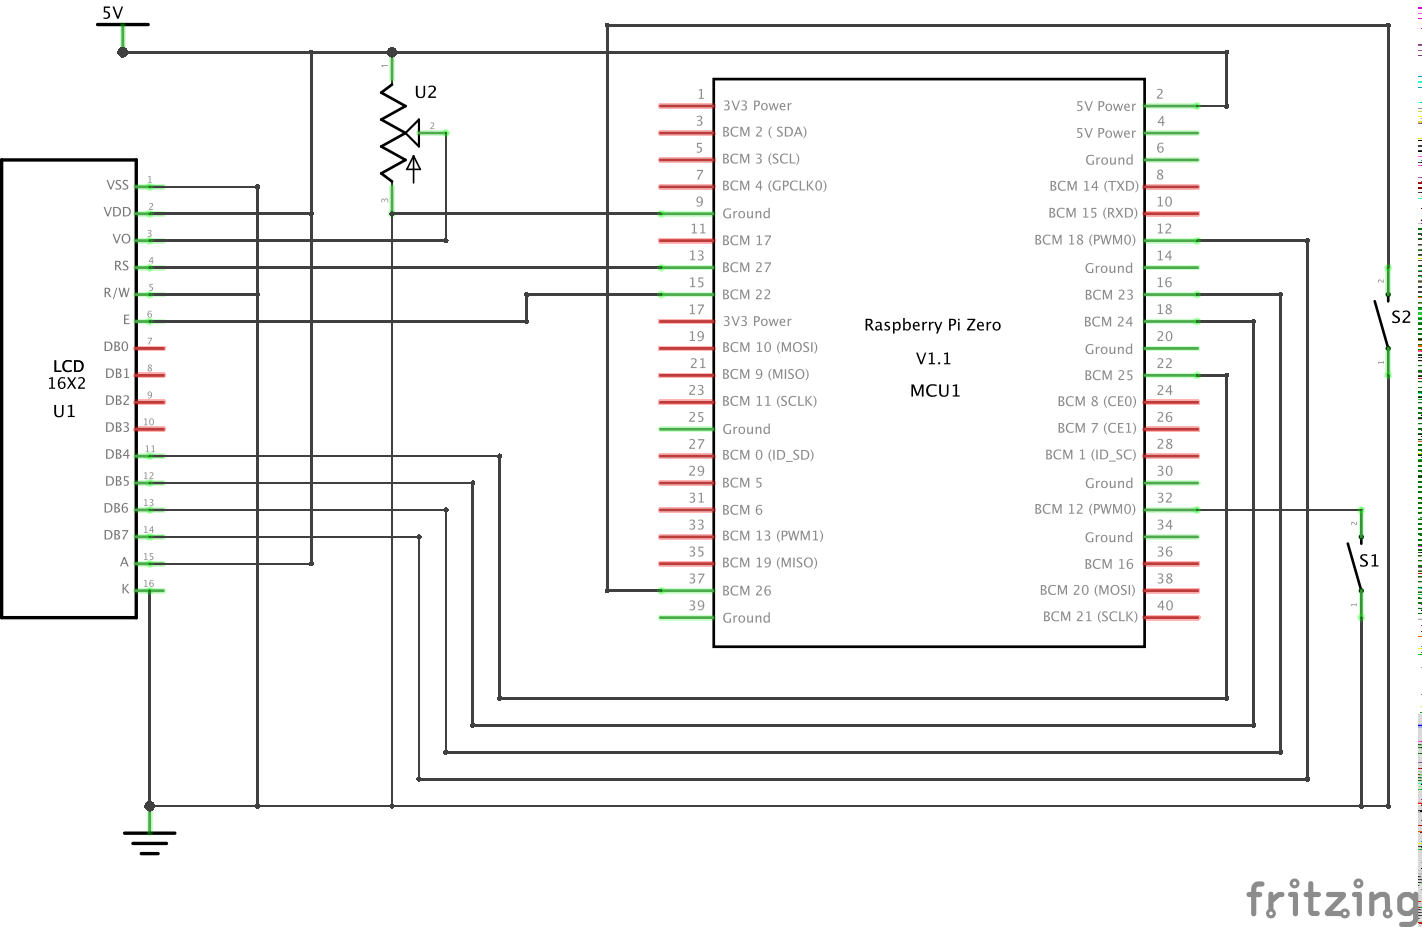 5V
U2
1
2
3
LCD
16X2
U1
VSS 1
VDD 2
VO 3
RS 4
R/W 5
E 6
DB0 7
DB1 8
DB2 9
DB3 10
DB4 11
DB5 12
DB6 13
DB7 14
A 15
K 16
Raspberry Pi Zero
V1.1
MCU1
1 3V3 Power
3 BCM 2 ( SDA)
5 BCM 3 (SCL)
7 BCM 4 (GPCLK0)
9 Ground
11 BCM 17
13 BCM 27
15 BCM 22
17 3V3 Power
19 BCM 10 (MOSI)
21 BCM 9 (MISO)
23 BCM 11 (SCLK)
25 Ground
27 BCM 0 (ID_SD)
29 BCM 5
31 BCM 6
33 BCM 13 (PWM1)
35 BCM 19 (MISO)
37 BCM 26
39 Ground
5V Power 2
5V Power 4
Ground 6
BCM 14 (TXD) 8
BCM 15 (RXD) 10
BCM 18 (PWM0) 12
Ground 14
BCM 23 16
BCM 24 18
Ground 20
BCM 25 22
BCM 8 (CE0) 24
BCM 7 (CE1) 26
BCM 1 (ID_SC) 28
Ground 30
BCM 12 (PWM0) 32
Ground 34
BCM 16 36
BCM 20 (MOSI) 38
BCM 21 (SCLK) 40
2
S2
1
2
S1
1
fritzing